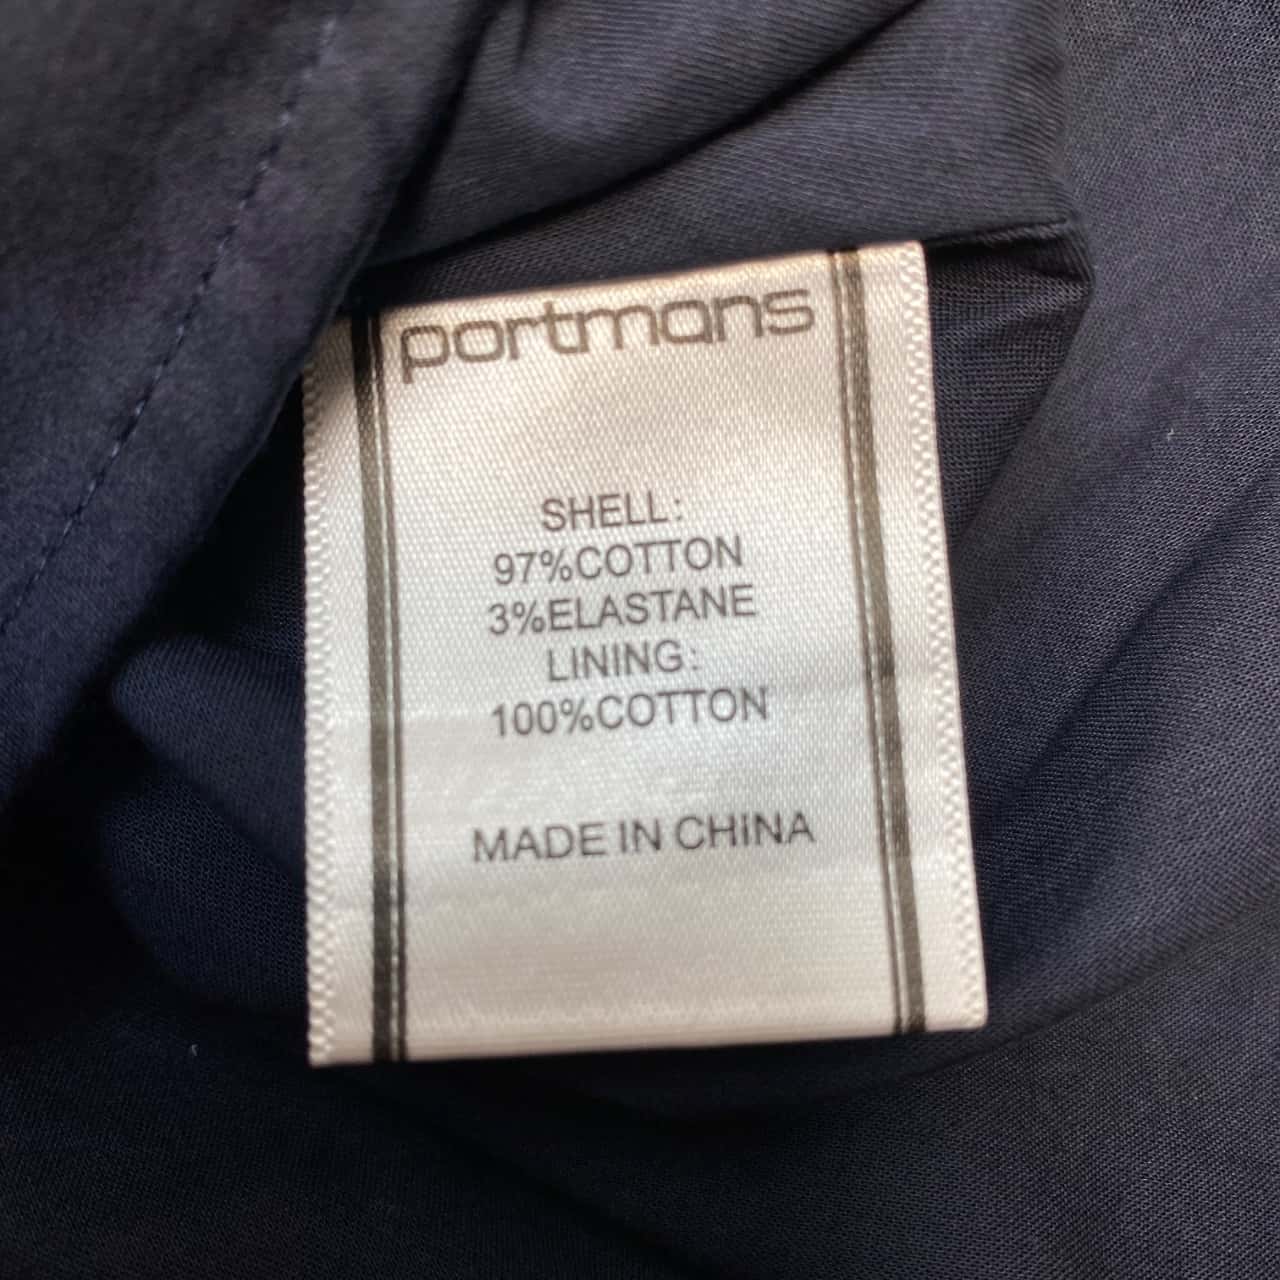 portmans
SHELL:
97%COTTON
3%ELASTANE
LINING:
100%COTTON
MADE IN CHINA